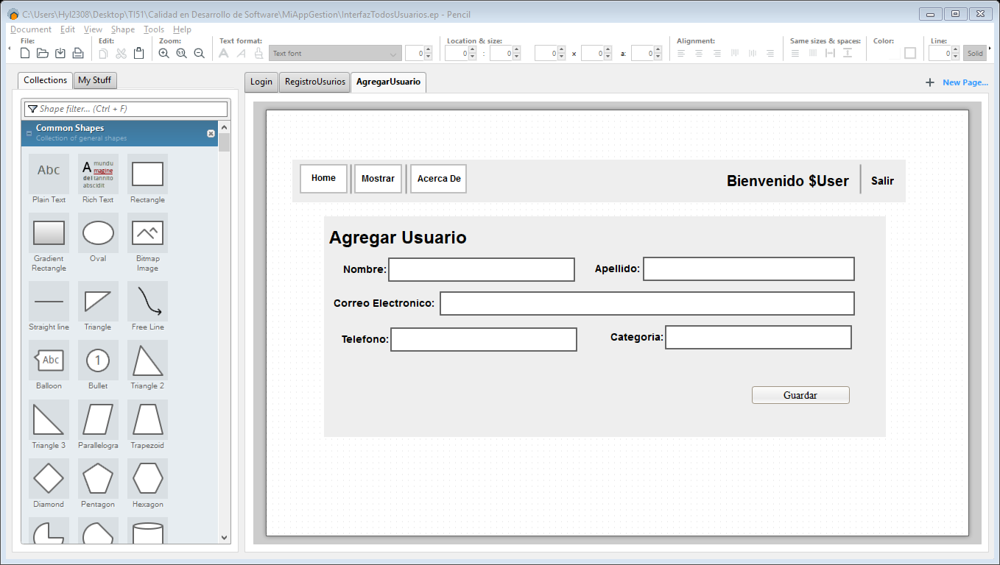 C:\Users\Hyl2308\Desktop\TI51\Calidad en Desarrollo de Software\MiAppGestion\InterfazTodosUsuarios.ep - Pencil
Document Edit View Shape Tools Help
File: Edit: Zoom: Text format: Location & size: Alignment: Same sizes & spaces: Color: Line:
Text font 0 0 : 0 0 x 0 a: 0 0 Solid
Collections My Stuff
Login RegistroUsurios AgregarUsuario
New Page...
Shape filter... (Ctrl + F)
Common Shapes
Collection of general shapes
Abc
A mundu
magine
del tannito
abscidit
Plain Text Rich Text Rectangle
Gradient Rectangle Oval Bitmap Image
Straight line Triangle Free Line
Abc 1
Balloon Bullet Triangle 2
Triangle 3 Parallelogra Trapezoid
Diamond Pentagon Hexagon
Home Mostrar Acerca De
Bienvenido $User Salir
Agregar Usuario
Nombre: Apellido:
Correo Electronico:
Telefono: Categoria:
Guardar